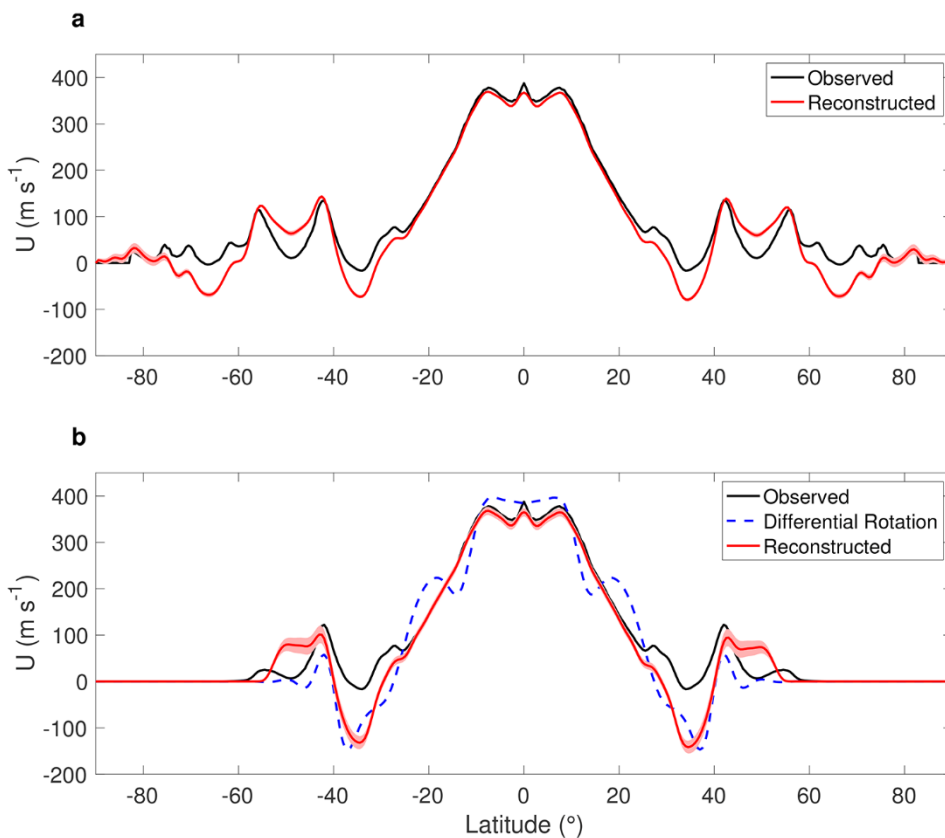 a
400
300
200
100
0
-100
-200
U (m s⁻¹)
Observed
Reconstructed
-80 -60 -40 -20 0 20 40 60 80
b
400
300
200
100
0
-100
-200
U (m s⁻¹)
Observed
Differential Rotation
Reconstructed
-80 -60 -40 -20 0 20 40 60 80
Latitude (°)